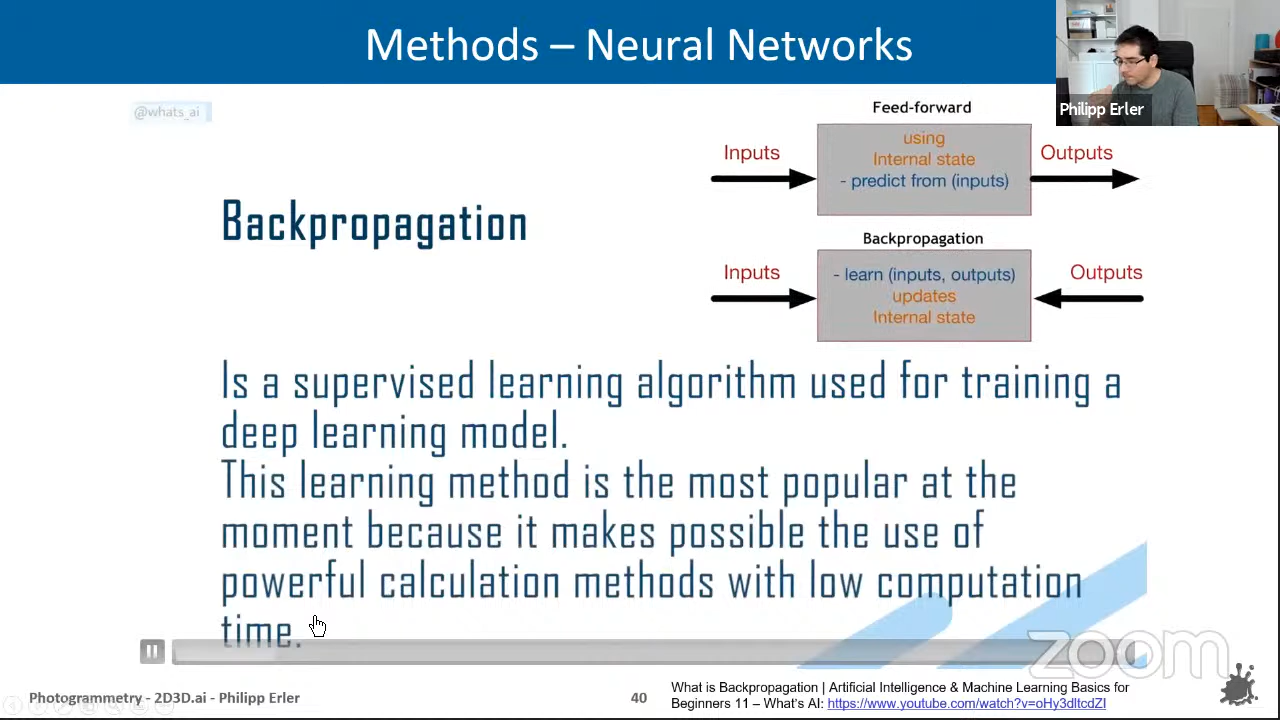 Methods – Neural Networks
Philipp Erler
@whats_ai
Feed-forward
Inputs
using
Internal state
- predict from (inputs)
Outputs
Backpropagation
Backpropagation
Inputs
- learn (inputs, outputs)
updates
Internal state
Outputs
Is a supervised learning algorithm used for training a
deep learning model.
This learning method is the most popular at the
moment because it makes possible the use of
powerful calculation methods with low computation
time.
zoom
Photogrammetry - 2D3D.ai - Philipp Erler
40
What is Backpropagation | Artificial Intelligence & Machine Learning Basics for
Beginners 11 – What's AI: https://www.youtube.com/watch?v=oHy3dltcdZI